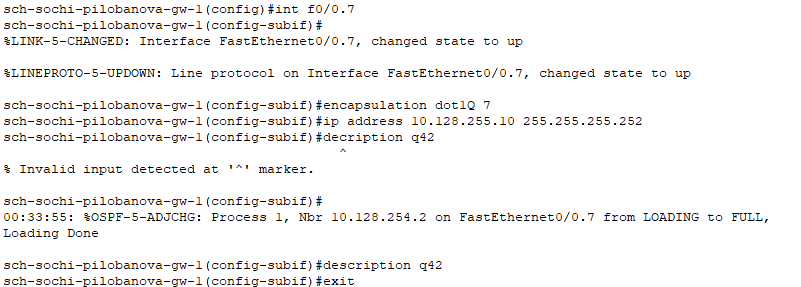 sch-sochi-pilobanova-gw-1(config)#int f0/0.7
sch-sochi-pilobanova-gw-1(config-subif)#
%LINK-5-CHANGED: Interface FastEthernet0/0.7, changed state to up
%LINEPROTO-5-UPDOWN: Line protocol on Interface FastEthernet0/0.7, changed state to up
sch-sochi-pilobanova-gw-1(config-subif)#encapsulation dot1Q 7
sch-sochi-pilobanova-gw-1(config-subif)#ip address 10.128.255.10 255.255.255.252
sch-sochi-pilobanova-gw-1(config-subif)#decription q42
^
% Invalid input detected at '^' marker.
sch-sochi-pilobanova-gw-1(config-subif)#
00:33:55: %OSPF-5-ADJCHG: Process 1, Nbr 10.128.254.2 on FastEthernet0/0.7 from LOADING to FULL,
Loading Done
sch-sochi-pilobanova-gw-1(config-subif)#description q42
sch-sochi-pilobanova-gw-1(config-subif)#exit